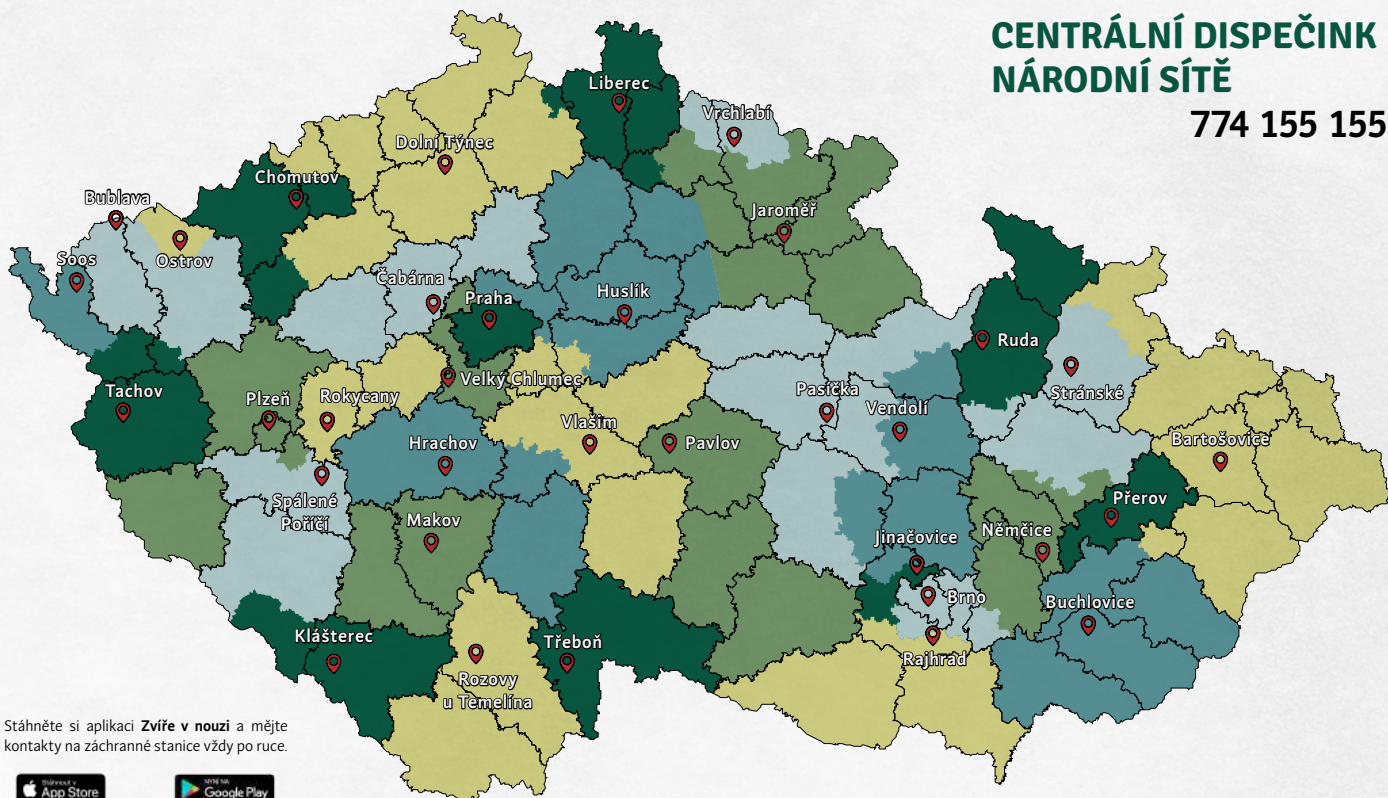 CENTRÁLNÍ DISPEČINK
NÁRODNÍ SÍTĚ
774 155 155
Liberec
Vrchlabí
Dolní Týnec
Chomutov
Bublava
Jaroměř
Soos
Ostrov
Čabárna
Praha
Huslík
Ruda
Stránské
Tachov
Plzeň
Rokycany
Velký Chlumec
Pasíčka
Vendolí
Vlašim
Hrachov
Pavlov
Bartošovice
Spálené
Poříčí
Makov
Přerov
Jinačovice
Němčice
Brno
Buchlovice
Klášterec
Třeboň
Rajhrad
Rozovy
u Temelína
Stáhněte si aplikaci Zvíře v nouzi a mějte
kontakty na záchranné stanice vždy po ruce.
Stáhnout v
App Store
NYNÍ NA
Google Play